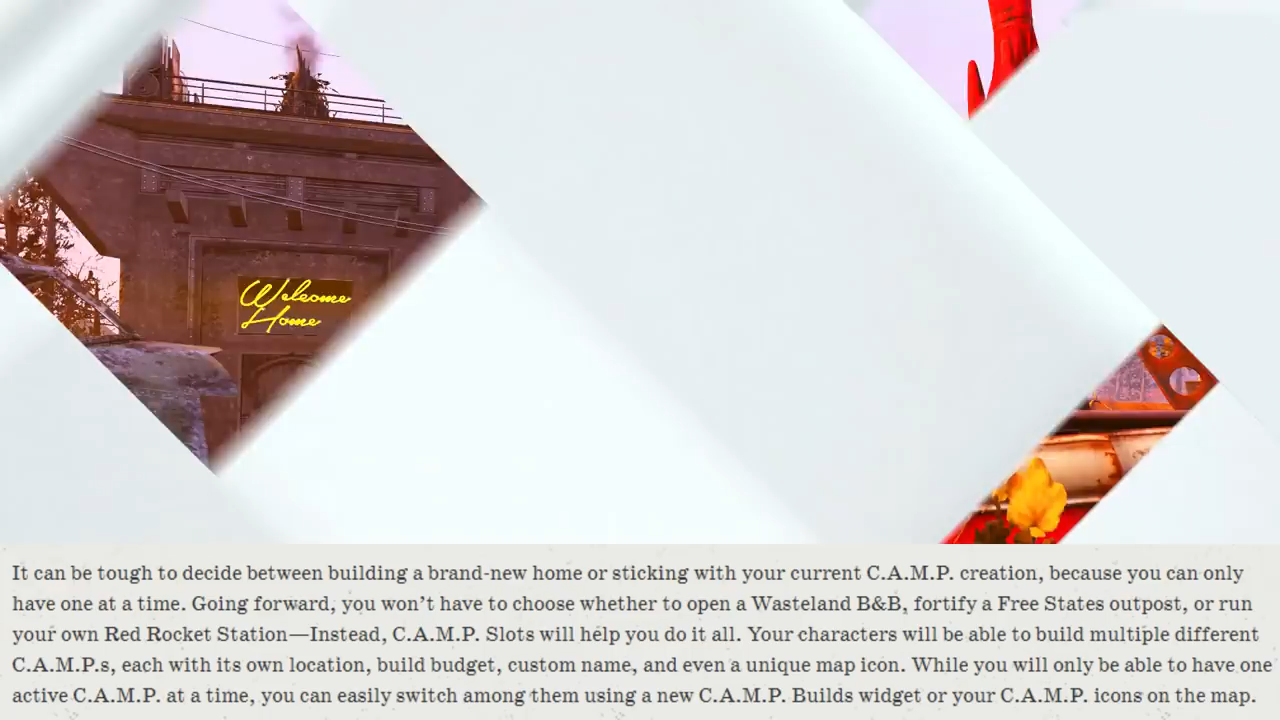 Welcome
Home
It can be tough to decide between building a brand-new home or sticking with your current C.A.M.P. creation, because you can only
have one at a time. Going forward, you won’t have to choose whether to open a Wasteland B&B, fortify a Free States outpost, or run
your own Red Rocket Station—Instead, C.A.M.P. Slots will help you do it all. Your characters will be able to build multiple different
C.A.M.P.s, each with its own location, build budget, custom name, and even a unique map icon. While you will only be able to have one
active C.A.M.P. at a time, you can easily switch among them using a new C.A.M.P. Builds widget or your C.A.M.P. icons on the map.